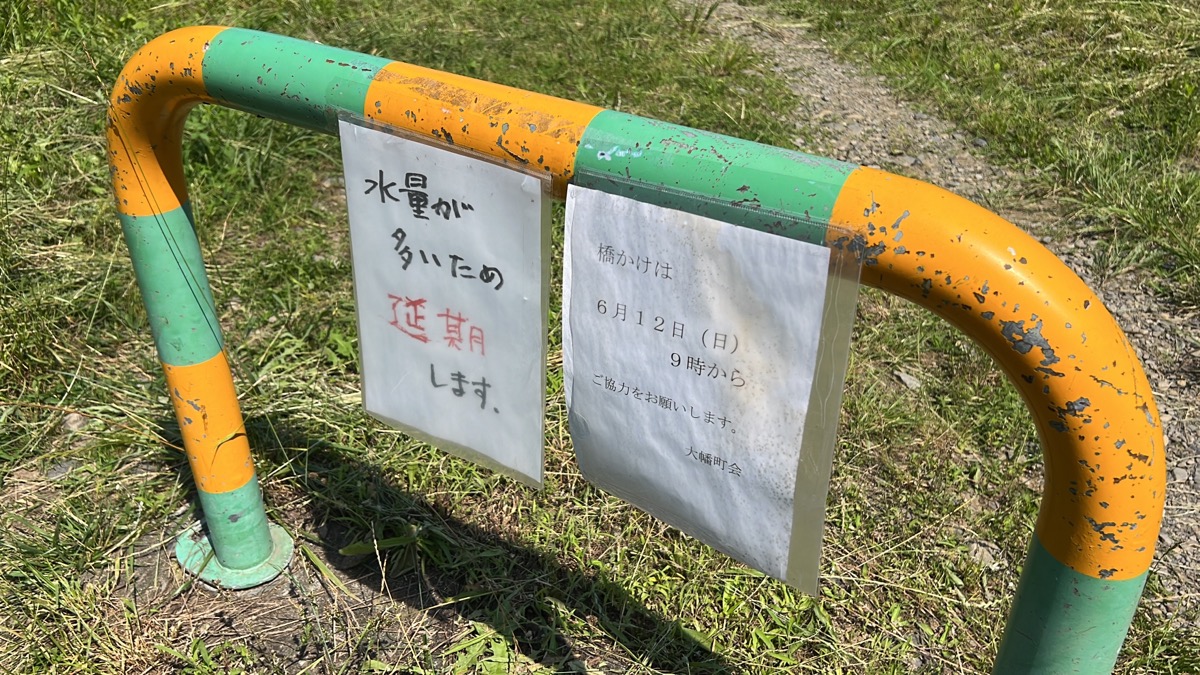 水量が
多いため
延期
します.
橋かけは
６月１２日（日）
９時から
ご協力をお願いします。
大幡町会